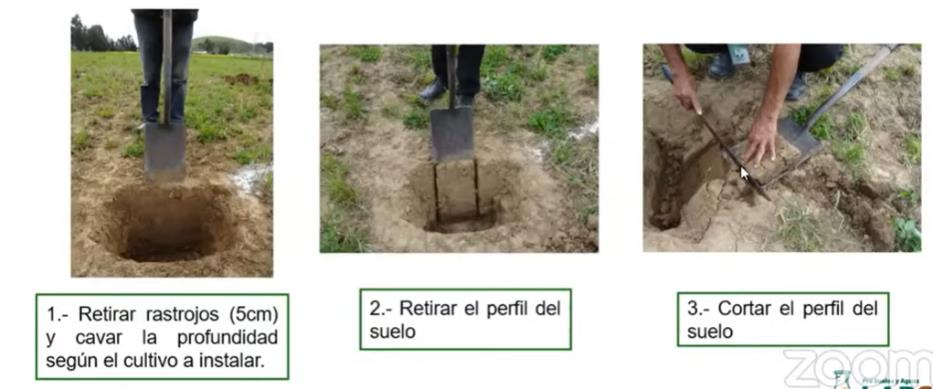 1.- Retirar rastrojos (5cm)
y cavar la profundidad
según el cultivo a instalar.
2.- Retirar el perfil del
suelo
3.- Cortar el perfil del
suelo
zoom